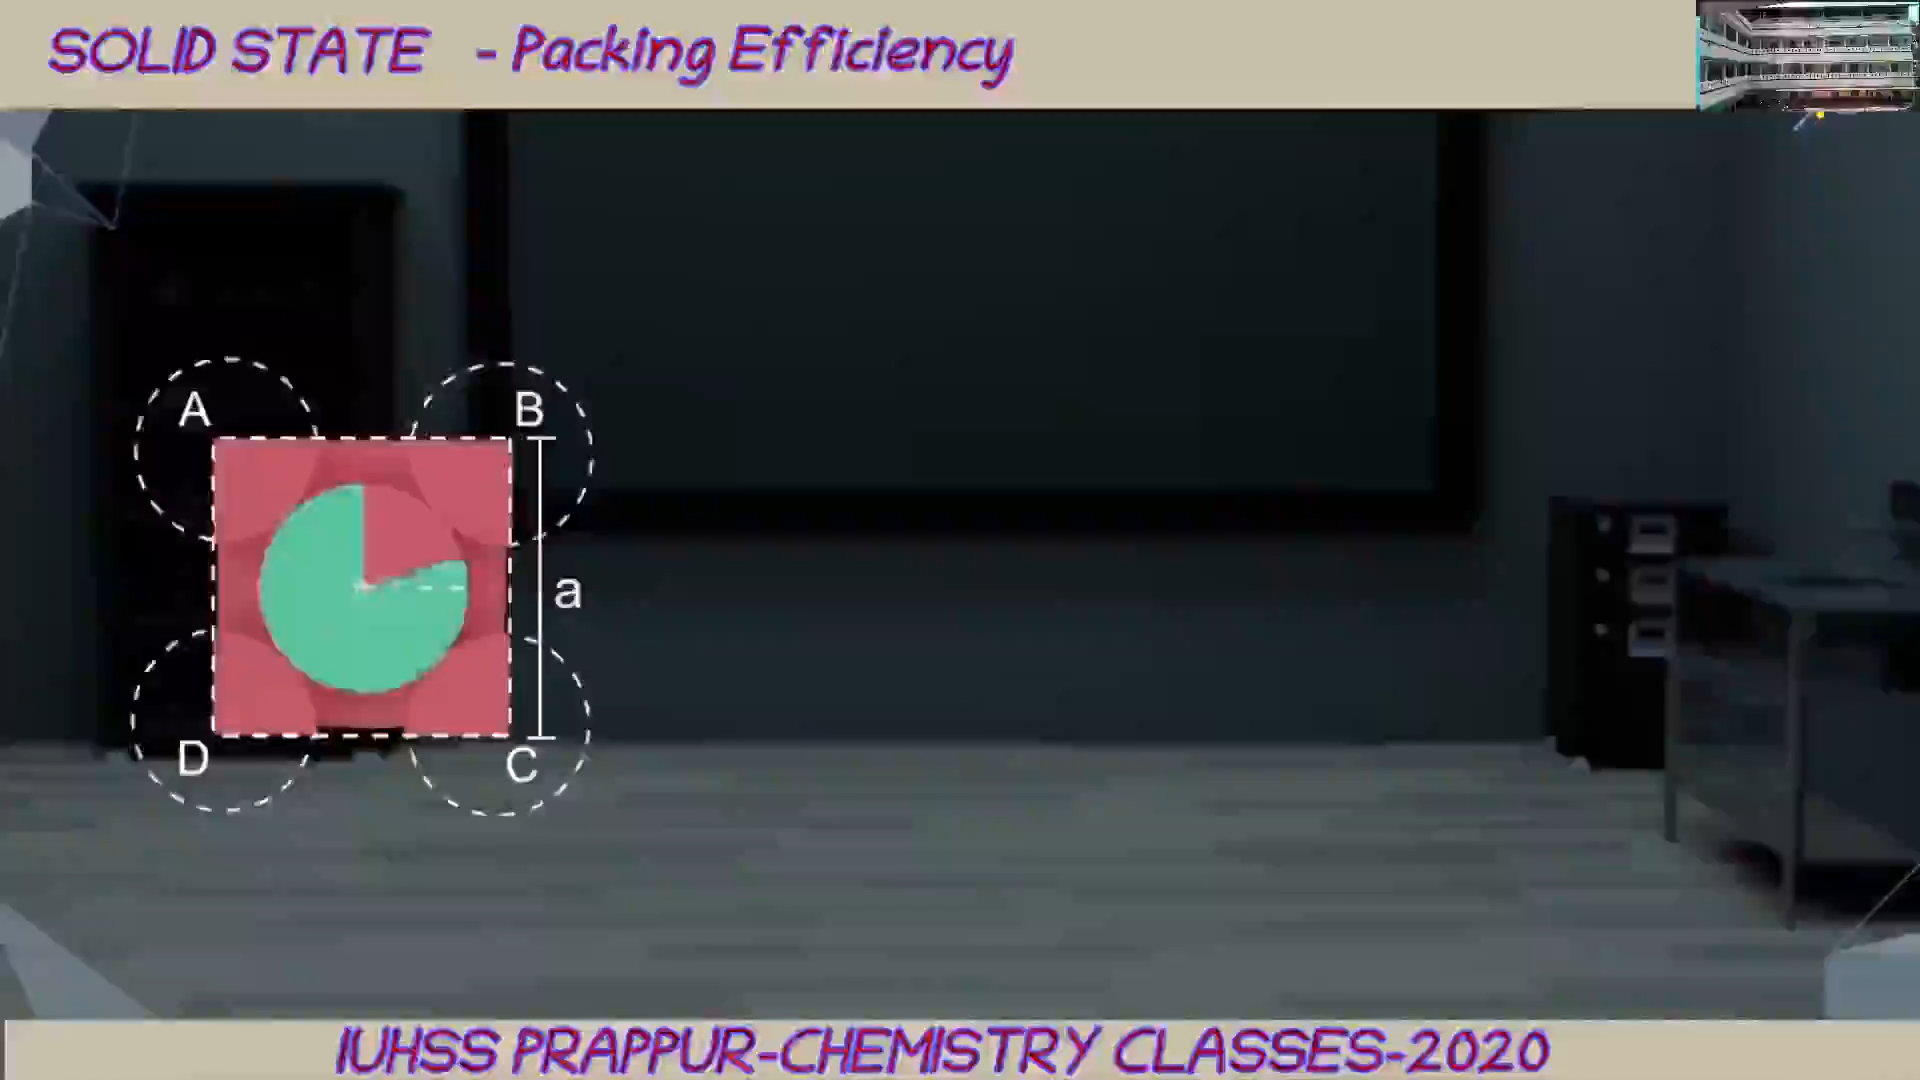 SOLID STATE - Packing Efficiency
A
B
a
D
C
IUHSS PRAPPUR-CHEMISTRY CLASSES-2020